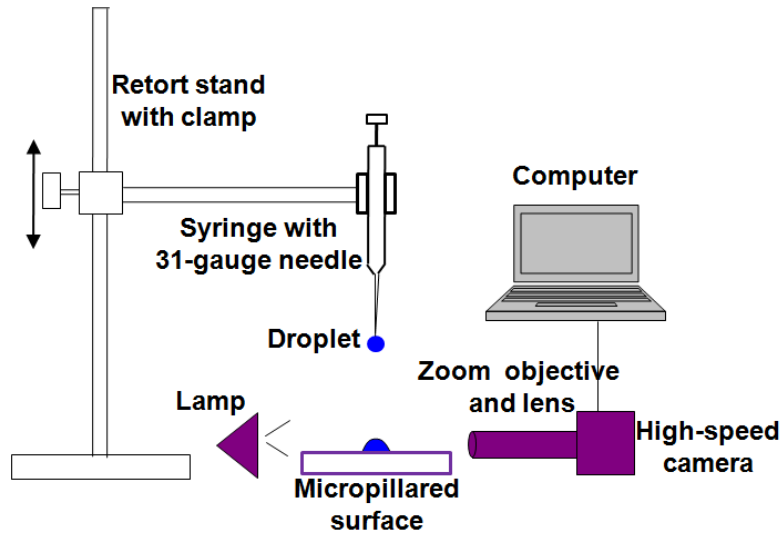 Retort stand
with clamp
Computer
Syringe with
31-gauge needle
Droplet
Zoom objective
and lens
Lamp
High-speed
camera
Micropillared
surface